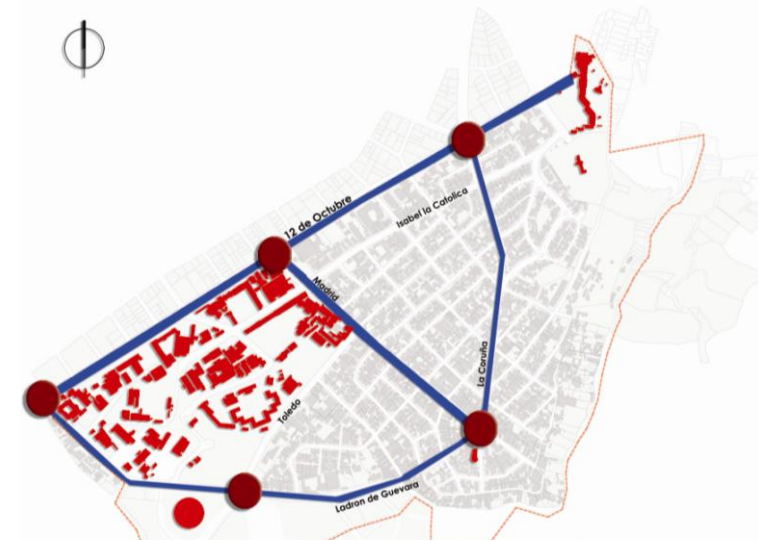 12 de Octubre
Isabel la Catolica
Madrid
La Coruña
Toledo
Ladron de Guevara